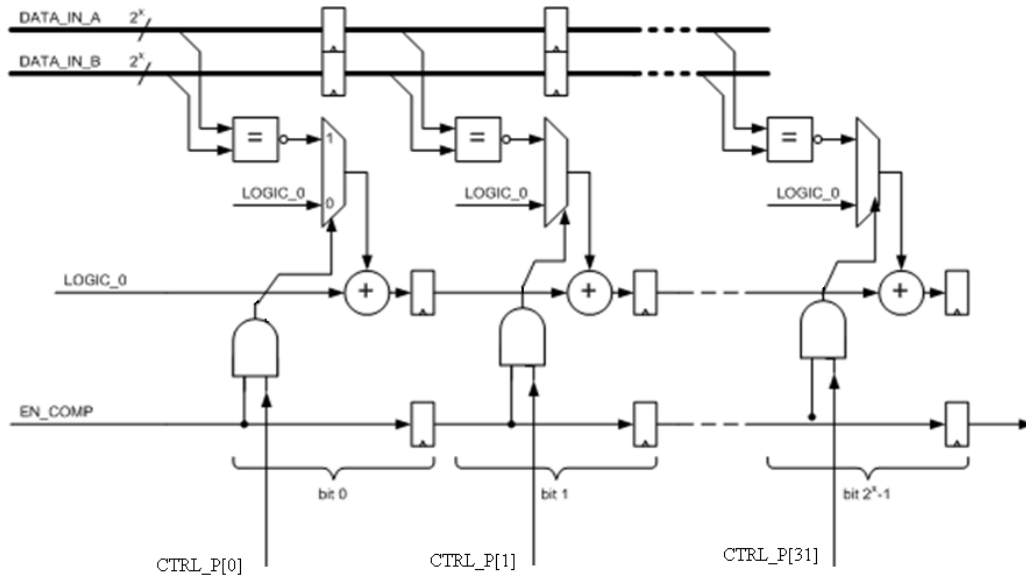 DATA_IN_A 2^x
DATA_IN_B 2^x
= 1 = =
LOGIC_0 0 LOGIC_0 LOGIC_0
LOGIC_0 + + +
EN_COMP
bit 0 bit 1 bit 2^x-1
CTRL_P[0] CTRL_P[1] CTRL_P[31]